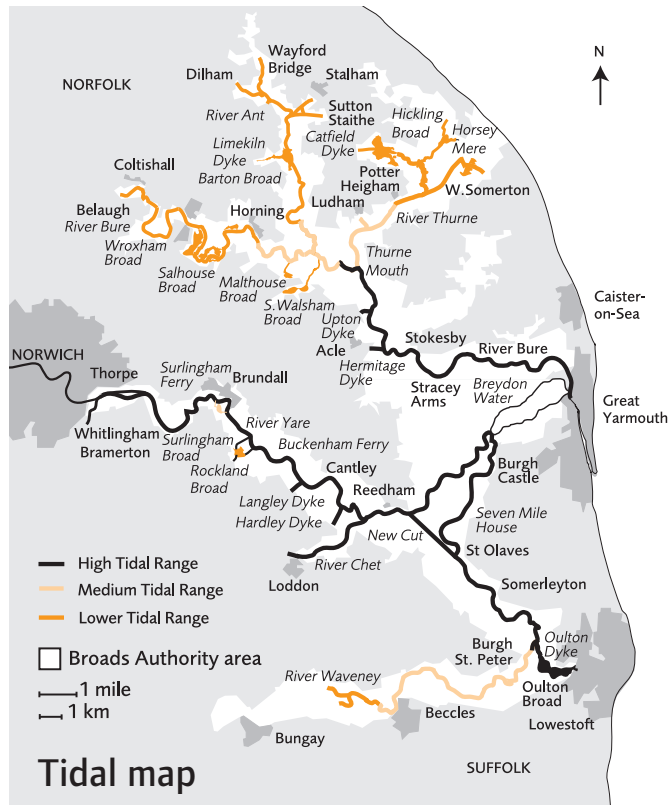 Wayford
Bridge
N
NORFOLK
Dilham
Stalham
River Ant
Sutton
Staithe
Hickling
Broad
Horsey
Mere
Catfield
Dyke
Limekiln
Dyke
Barton Broad
Coltishall
Potter
Heigham
W.Somerton
Ludham
Belaugh
River Bure
Horning
River Thurne
Wroxham
Broad
Salhouse
Broad
Malthouse
Broad
Thurne
Mouth
S.Walsham
Broad
Caister-
on-Sea
Upton
Dyke
Stokesby
River Bure
Acle
NORWICH
Thorpe
Surlingham
Ferry
Brundall
Hermitage
Dyke
Stracey
Arms
Breydon
Water
Great
Yarmouth
Whitlingham
Bramerton
River Yare
Surlingham
Broad
Buckenham Ferry
Rockland
Broad
Cantley
Burgh
Castle
Langley Dyke
Reedham
Hardley Dyke
Seven Mile
House
New Cut
St Olaves
High Tidal Range
River Chet
Loddon
Medium Tidal Range
Somerleyton
Lower Tidal Range
Burgh
St. Peter
Oulton
Dyke
Broads Authority area
River Waveney
Oulton
Broad
1 mile
1 km
Beccles
Lowestoft
Bungay
Tidal map
SUFFOLK